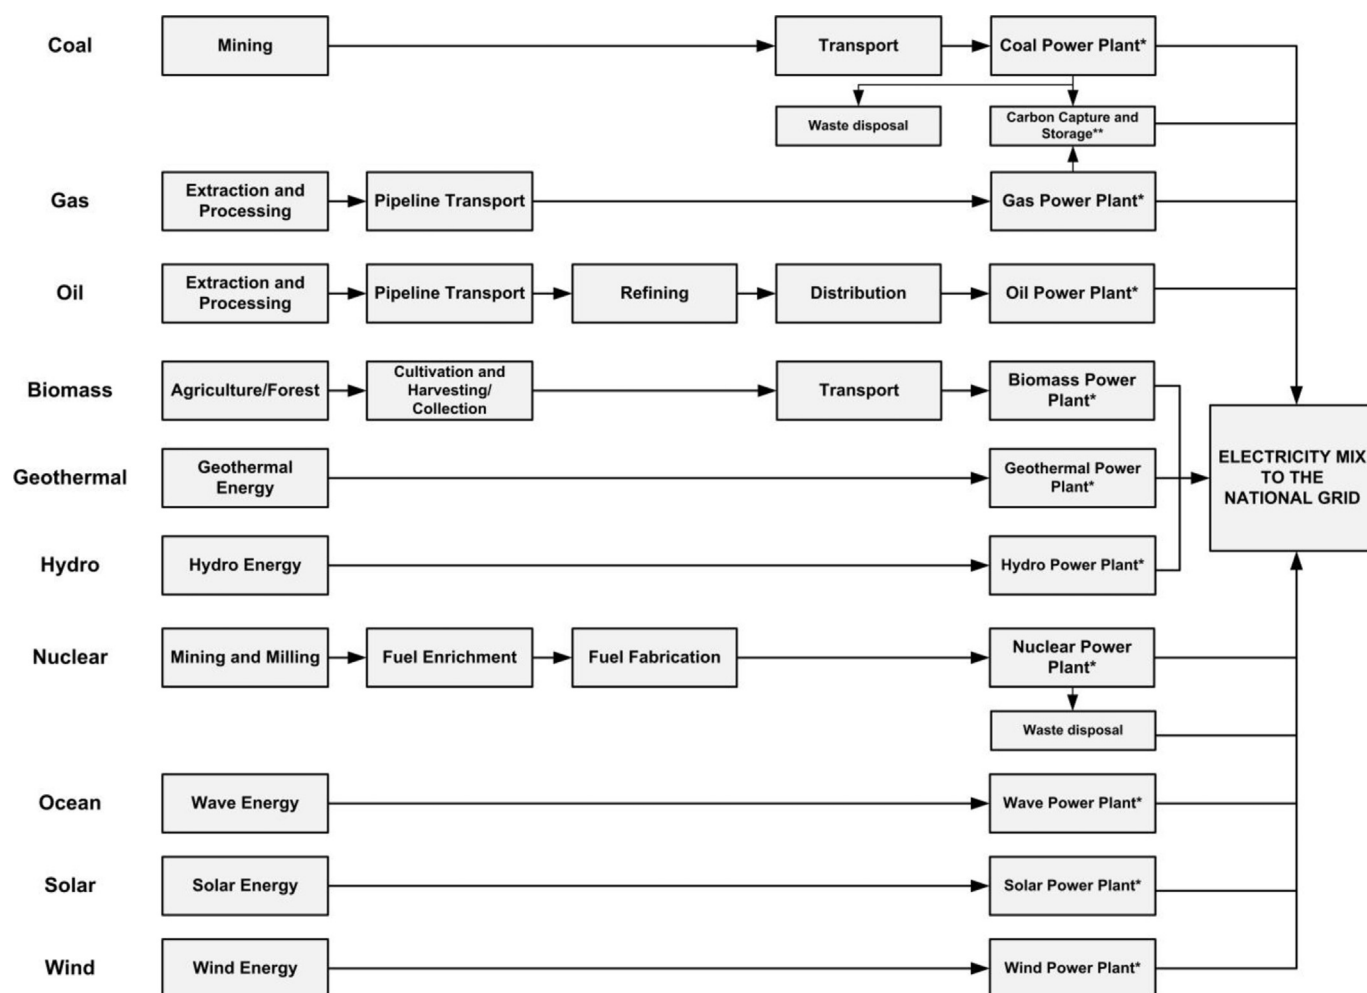 Coal
Mining
Transport
Coal Power Plant*
Waste disposal
Carbon Capture and
Storage**
Gas
Extraction and
Processing
Pipeline Transport
Gas Power Plant*
Oil
Extraction and
Processing
Pipeline Transport
Refining
Distribution
Oil Power Plant*
Biomass
Agriculture/Forest
Cultivation and
Harvesting/
Collection
Transport
Biomass Power
Plant*
ELECTRICITY MIX
TO THE
NATIONAL GRID
Geothermal
Geothermal
Energy
Geothermal Power
Plant*
Hydro
Hydro Energy
Hydro Power Plant*
Nuclear
Mining and Milling
Fuel Enrichment
Fuel Fabrication
Nuclear Power
Plant*
Waste disposal
Ocean
Wave Energy
Wave Power Plant*
Solar
Solar Energy
Solar Power Plant*
Wind
Wind Energy
Wind Power Plant*